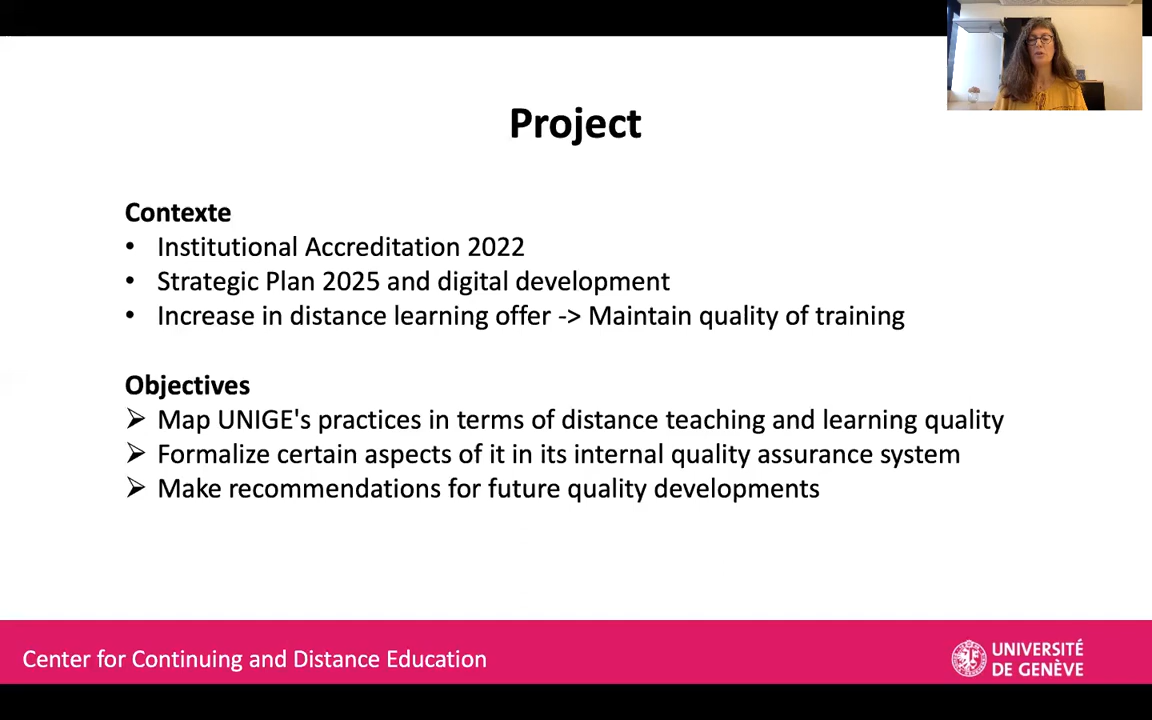 Project
Contexte
• Institutional Accreditation 2022
• Strategic Plan 2025 and digital development
• Increase in distance learning offer -> Maintain quality of training
Objectives
➢ Map UNIGE's practices in terms of distance teaching and learning quality
➢ Formalize certain aspects of it in its internal quality assurance system
➢ Make recommendations for future quality developments
Center for Continuing and Distance Education
UNIVERSITÉ
DE GENÈVE